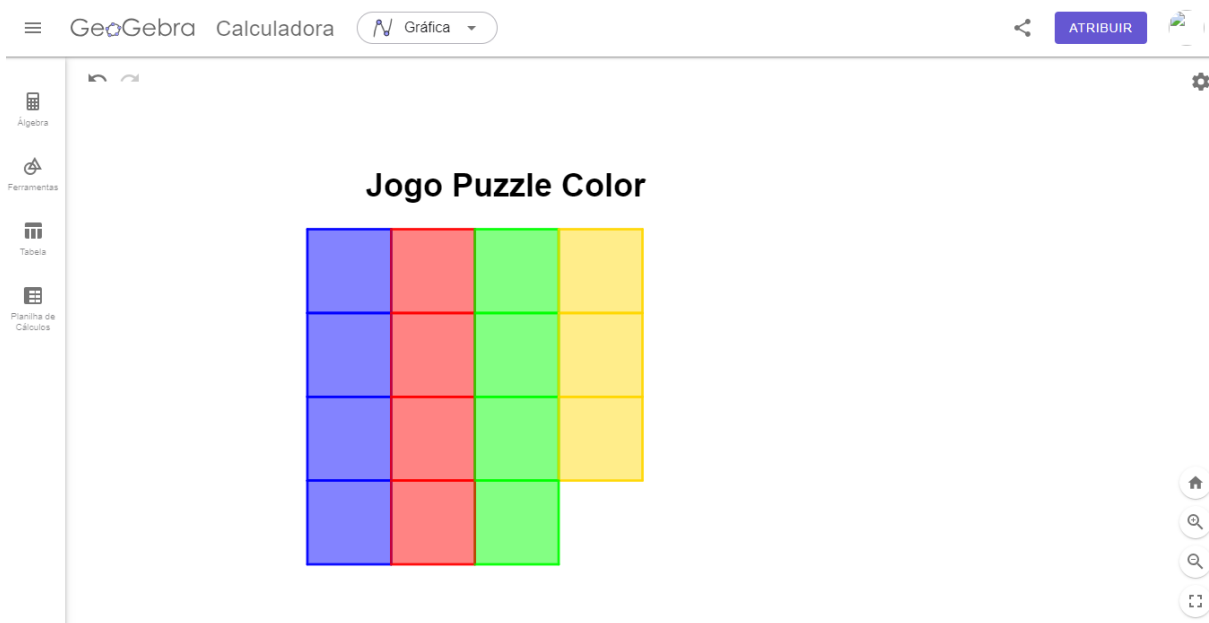 GeoGebra Calculadora Gráfica ATRIBUIR
Álgebra
Ferramentas
Tabela
Planilha de
Cálculos
Jogo Puzzle Color